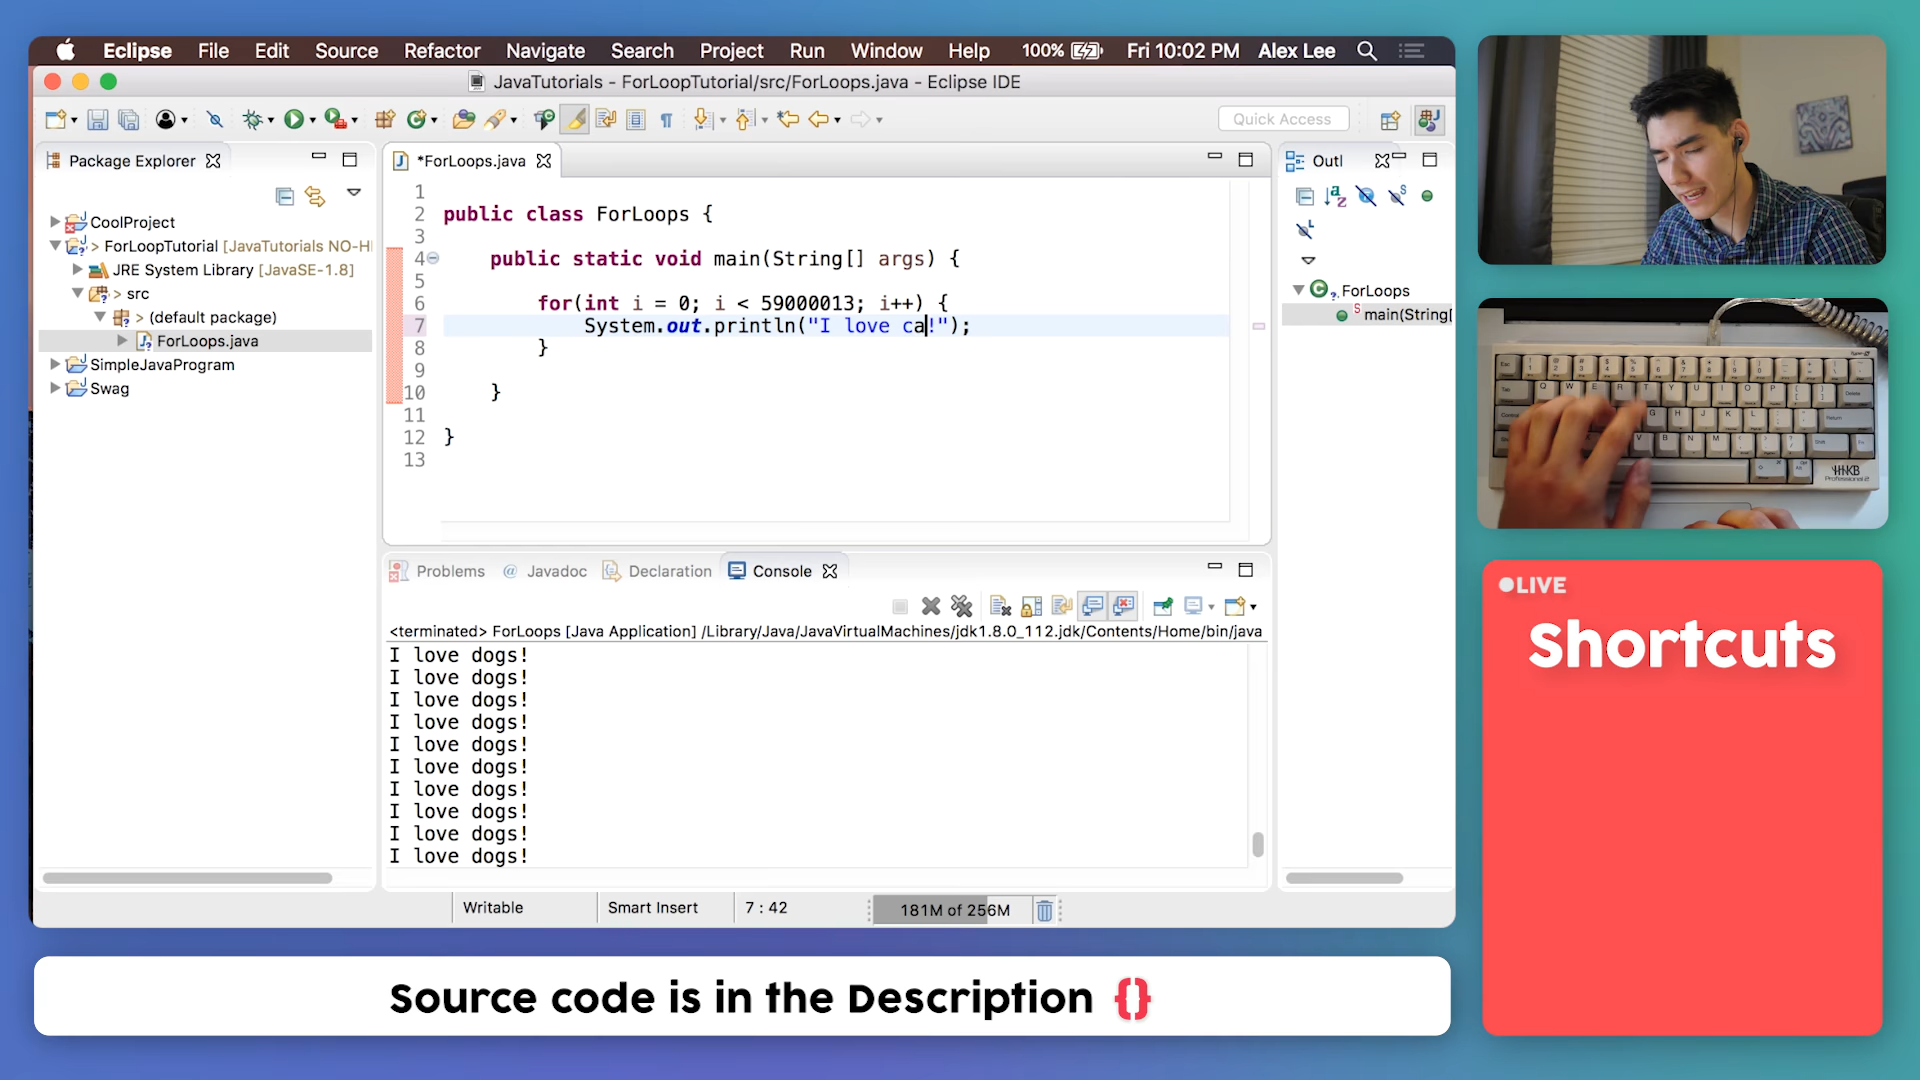 Eclipse File Edit Source Refactor Navigate Search Project Run Window Help 100% Fri 10:02 PM Alex Lee
JavaTutorials - ForLoopTutorial/src/ForLoops.java - Eclipse IDE
Quick Access
Package Explorer
CoolProject
> ForLoopTutorial [JavaTutorials NO-H
JRE System Library [JavaSE-1.8]
> src
> (default package)
ForLoops.java
SimpleJavaProgram
Swag
*ForLoops.java
1
2 public class ForLoops {
3
4 public static void main(String[] args) {
5
6 for(int i = 0; i < 59000013; i++) {
7 System.out.println("I love ca!");
8 }
9
10 }
11
12 }
13
Outl
ForLoops
main(String[
Problems @ Javadoc Declaration Console
<terminated> ForLoops [Java Application] /Library/Java/JavaVirtualMachines/jdk1.8.0_112.jdk/Contents/Home/bin/java
I love dogs!
I love dogs!
I love dogs!
I love dogs!
I love dogs!
I love dogs!
I love dogs!
I love dogs!
I love dogs!
I love dogs!
Writable Smart Insert 7 : 42 181M of 256M
HHKB
Professional2
LIVE
Shortcuts
Source code is in the Description {}